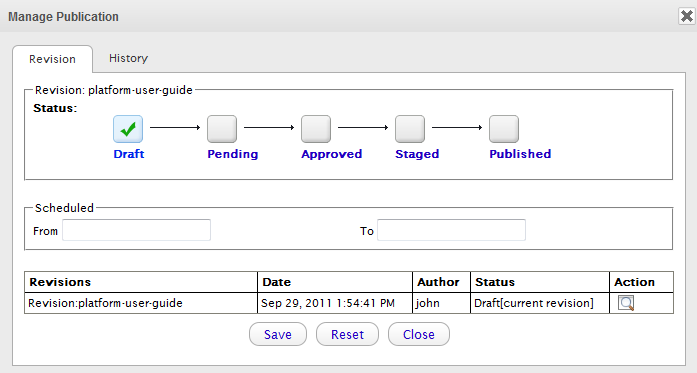 Manage Publication
Revision History
Revision: platform-user-guide
Status:
Draft Pending Approved Staged Published
Scheduled
From To
Revisions Date Author Status Action
Revision:platform-user-guide Sep 29, 2011 1:54:41 PM john Draft[current revision]
Save Reset Close